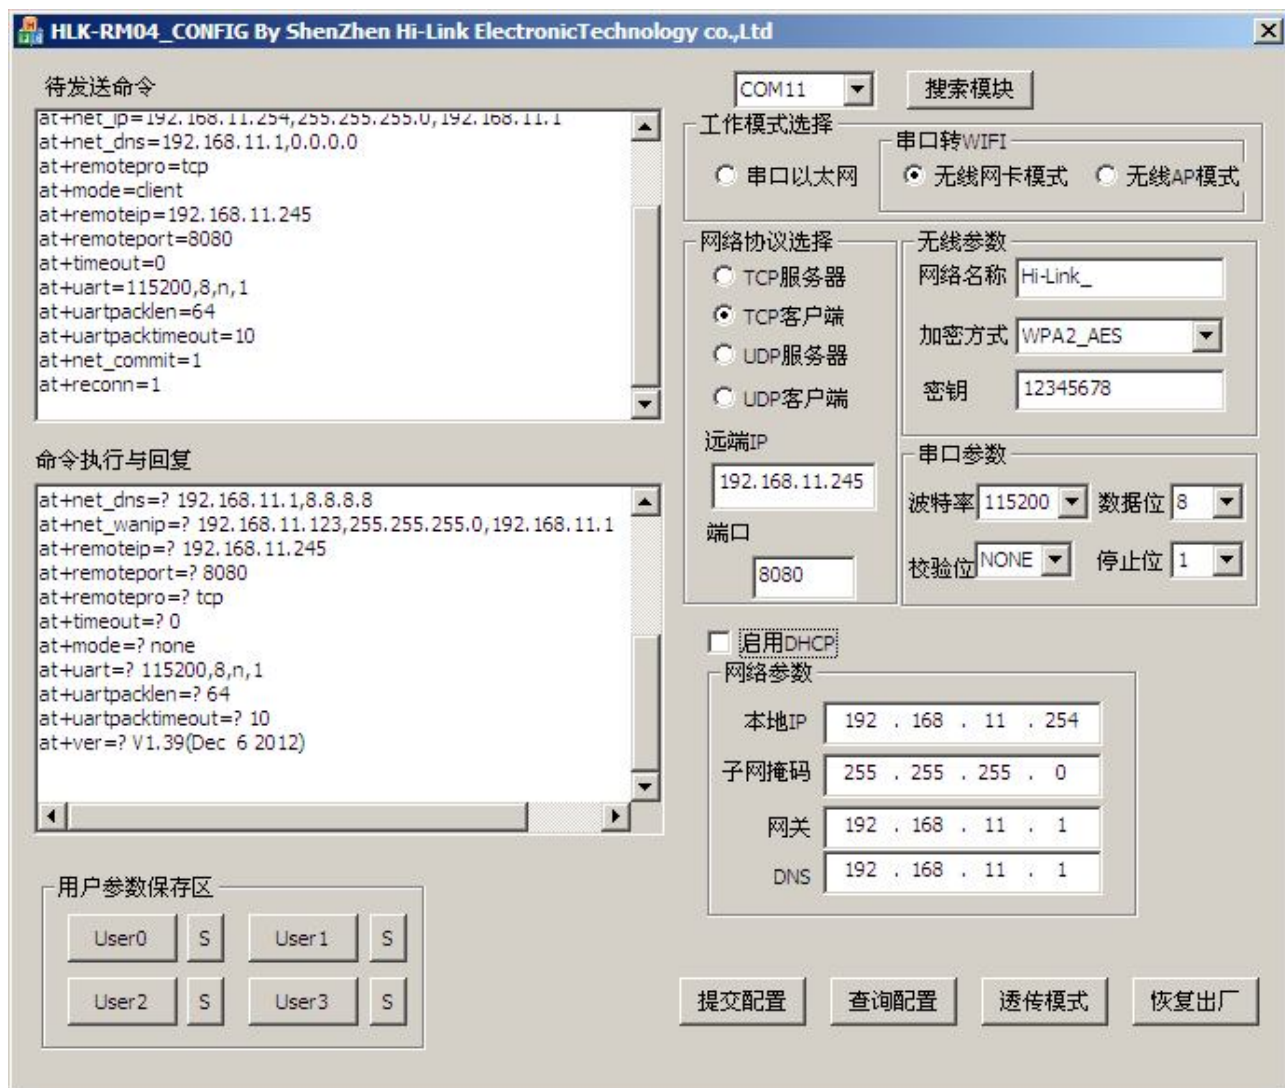 HLK-RM04_CONFIG By ShenZhen Hi-Link ElectronicTechnology co.,Ltd
待发送命令
at+net_ip=192.168.11.254,255.255.255.0,192.168.11.1
at+net_dns=192.168.11.1,0.0.0.0
at+remotepro=tcp
at+mode=client
at+remoteip=192.168.11.245
at+remoteport=8080
at+timeout=0
at+uart=115200,8,n,1
at+uartpacklen=64
at+uartpacktimeout=10
at+net_commit=1
at+reconn=1
命令执行与回复
at+net_dns=? 192.168.11.1,8.8.8.8
at+net_wanip=? 192.168.11.123,255.255.255.0,192.168.11.1
at+remoteip=? 192.168.11.245
at+remoteport=? 8080
at+remotepro=? tcp
at+timeout=? 0
at+mode=? none
at+uart=? 115200,8,n,1
at+uartpacklen=? 64
at+uartpacktimeout=? 10
at+ver=? V1.39(Dec  6 2012)
用户参数保存区
User0 S User1 S
User2 S User3 S
COM11 搜索模块
工作模式选择
串口转WIFI
串口以太网 无线网卡模式 无线AP模式
网络协议选择
TCP服务器
TCP客户端
UDP服务器
UDP客户端
远端IP
192.168.11.245
端口
8080
无线参数
网络名称 Hi-Link_
加密方式 WPA2_AES
密钥 12345678
串口参数
波特率 115200 数据位 8
校验位 NONE 停止位 1
启用DHCP
网络参数
本地IP 192 . 168 . 11 . 254
子网掩码 255 . 255 . 255 . 0
网关 192 . 168 . 11 . 1
DNS 192 . 168 . 11 . 1
提交配置 查询配置 透传模式 恢复出厂